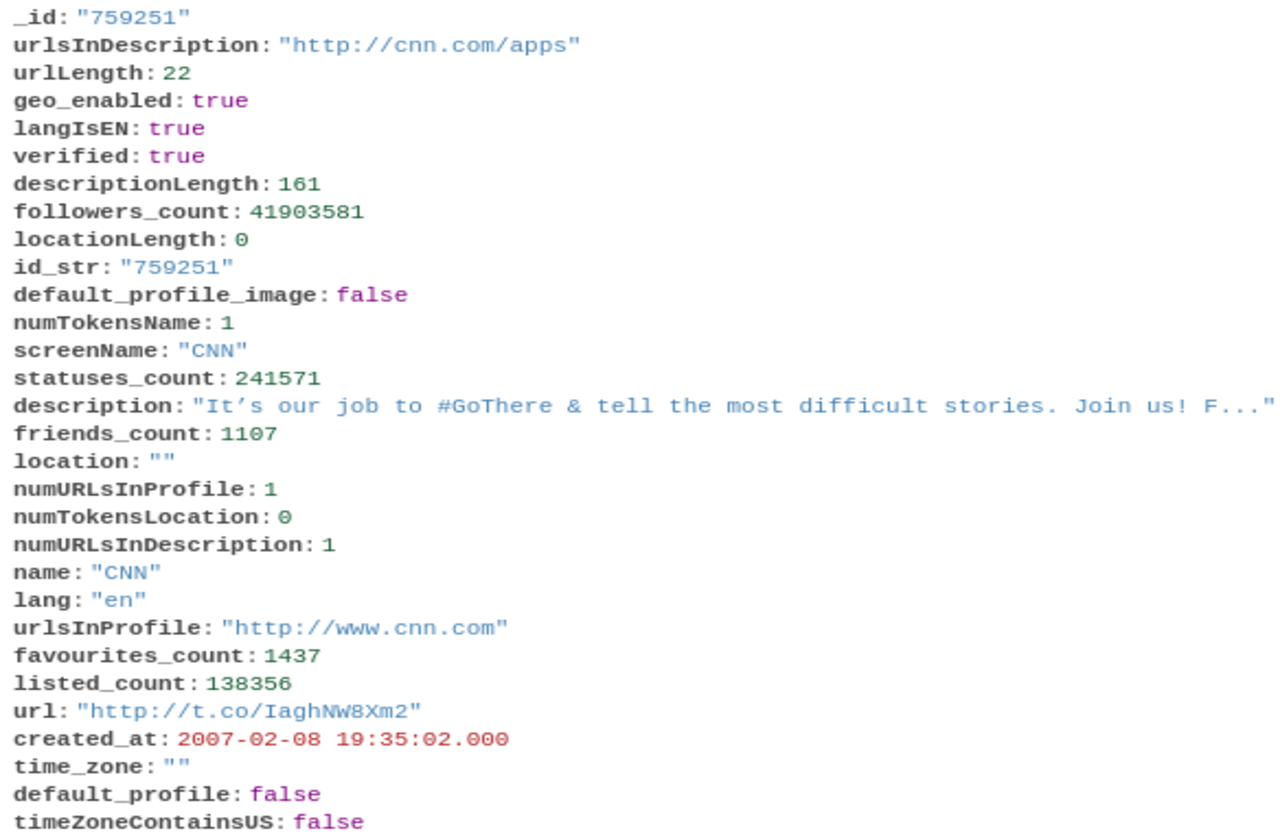 _id: "759251"
urlsInDescription: "http://cnn.com/apps"
urlLength: 22
geo_enabled: true
langIsEN: true
verified: true
descriptionLength: 161
followers_count: 41903581
locationLength: 0
id_str: "759251"
default_profile_image: false
numTokensName: 1
screenName: "CNN"
statuses_count: 241571
description: "It’s our job to #GoThere & tell the most difficult stories. Join us! F..."
friends_count: 1107
location: ""
numURLsInProfile: 1
numTokensLocation: 0
numURLsInDescription: 1
name: "CNN"
lang: "en"
urlsInProfile: "http://www.cnn.com"
favourites_count: 1437
listed_count: 138356
url: "http://t.co/IaghNW8Xm2"
created_at: 2007-02-08 19:35:02.000
time_zone: ""
default_profile: false
timeZoneContainsUS: false